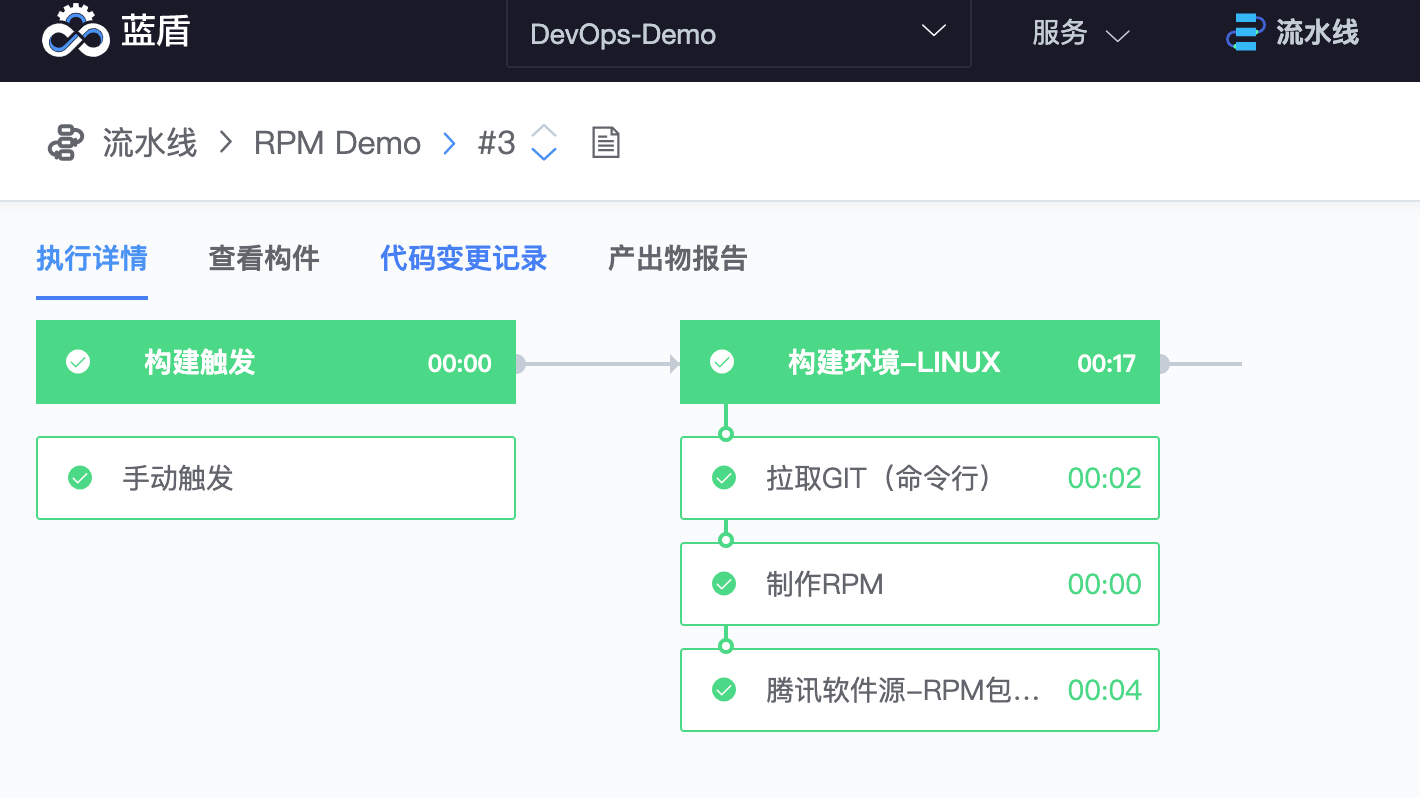 蓝盾
DevOps-Demo
服务
流水线
流水线 > RPM Demo > #3
执行详情 查看构件 代码变更记录 产出物报告
构建触发 00:00
手动触发
构建环境-LINUX 00:17
拉取GIT（命令行） 00:02
制作RPM 00:00
腾讯软件源-RPM包... 00:04